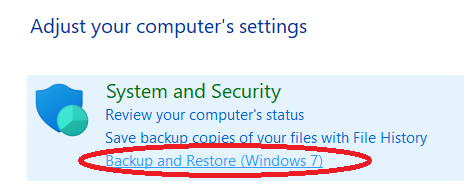 Adjust your computer's settings
System and Security
Review your computer's status
Save backup copies of your files with File History
Backup and Restore (Windows 7)